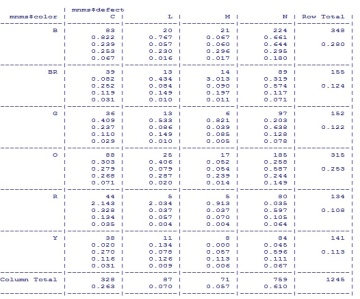 | mnms$defect
mnms$color | C | L | M | N | Row Total |
B | 83 | 20 | 21 | 224 | 348 |
| 0.822 | 0.767 | 0.067 | 0.661 | |
| 0.239 | 0.057 | 0.060 | 0.644 | 0.280 |
| 0.253 | 0.230 | 0.296 | 0.295 | |
| 0.067 | 0.016 | 0.017 | 0.180 | |
BR | 39 | 13 | 14 | 89 | 155 |
| 0.082 | 0.434 | 3.013 | 0.319 | |
| 0.252 | 0.084 | 0.090 | 0.574 | 0.124 |
| 0.119 | 0.149 | 0.197 | 0.117 | |
| 0.031 | 0.010 | 0.011 | 0.071 | |
G | 36 | 13 | 6 | 97 | 152 |
| 0.409 | 0.533 | 0.821 | 0.203 | |
| 0.237 | 0.086 | 0.039 | 0.638 | 0.122 |
| 0.110 | 0.149 | 0.085 | 0.128 | |
| 0.029 | 0.010 | 0.005 | 0.078 | |
O | 88 | 25 | 17 | 185 | 315 |
| 0.303 | 0.406 | 0.052 | 0.258 | |
| 0.279 | 0.079 | 0.054 | 0.587 | 0.253 |
| 0.268 | 0.287 | 0.239 | 0.244 | |
| 0.071 | 0.020 | 0.014 | 0.149 | |
R | 44 | 5 | 5 | 80 | 134 |
| 2.143 | 2.034 | 0.913 | 0.035 | |
| 0.328 | 0.037 | 0.037 | 0.597 | 0.108 |
| 0.134 | 0.057 | 0.070 | 0.105 | |
| 0.035 | 0.004 | 0.004 | 0.064 | |
Y | 38 | 11 | 8 | 84 | 141 |
| 0.020 | 0.134 | 0.000 | 0.045 | |
| 0.270 | 0.078 | 0.057 | 0.596 | 0.113 |
| 0.116 | 0.126 | 0.113 | 0.111 | |
| 0.031 | 0.009 | 0.006 | 0.067 | |
Column Total | 328 | 87 | 71 | 759 | 1245 |
| 0.263 | 0.070 | 0.057 | 0.610 | |